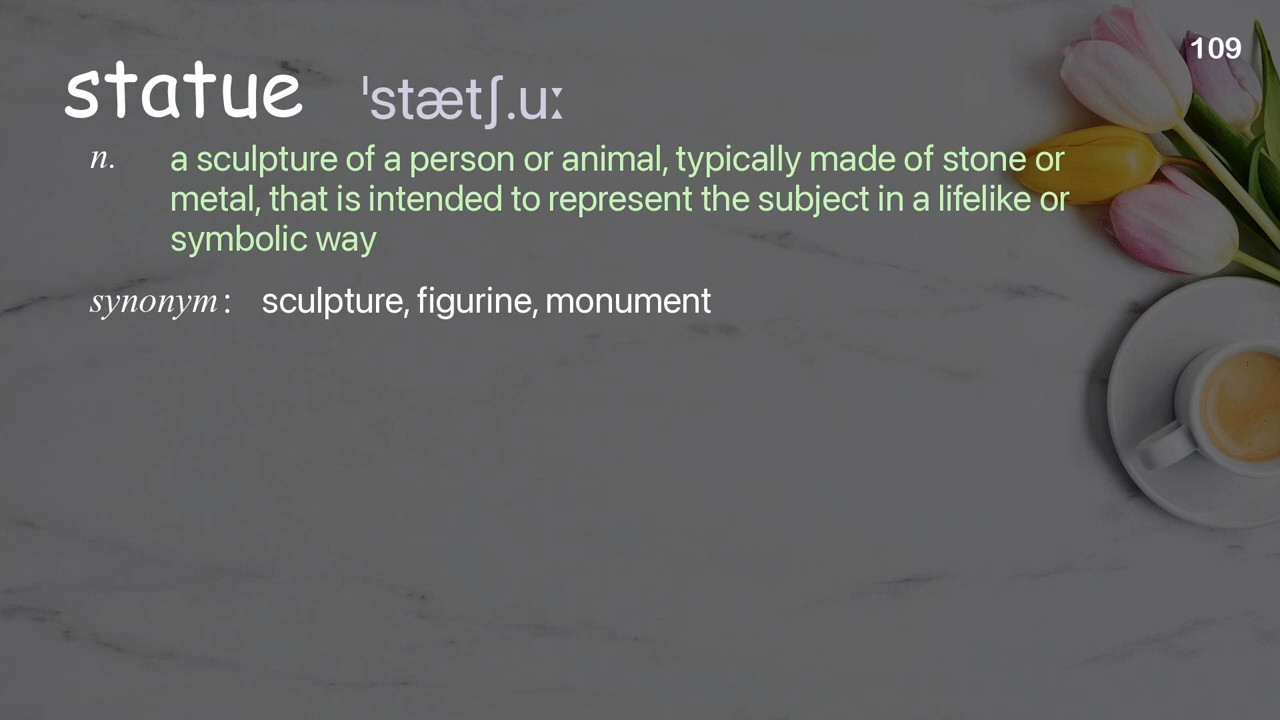 109
statue ˈstætʃ.uː
n. a sculpture of a person or animal, typically made of stone or
metal, that is intended to represent the subject in a lifelike or
symbolic way
synonym: sculpture, figurine, monument